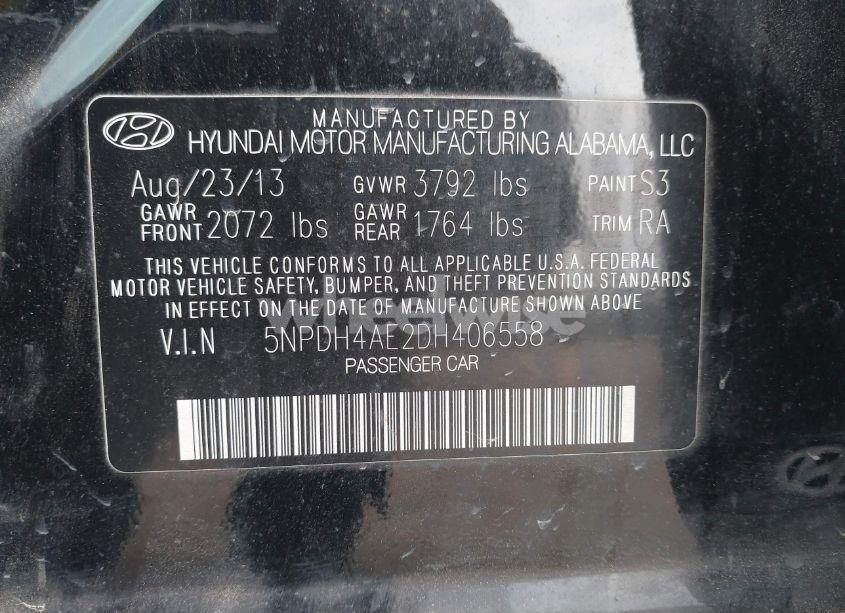 MANUFACTURED BY
HYUNDAI MOTOR MANUFACTURING ALABAMA, LLC
Aug/23/13 GVWR 3792 lbs PAINT S3
GAWR FRONT 2072 lbs GAWR REAR 1764 lbs TRIM RA
THIS VEHICLE CONFORMS TO ALL APPLICABLE U.S.A. FEDERAL
MOTOR VEHICLE SAFETY, BUMPER, AND THEFT PREVENTION STANDARDS
IN EFFECT ON THE DATE OF MANUFACTURE SHOWN ABOVE
V.I.N 5NPDH4AE2DH406558
PASSENGER CAR